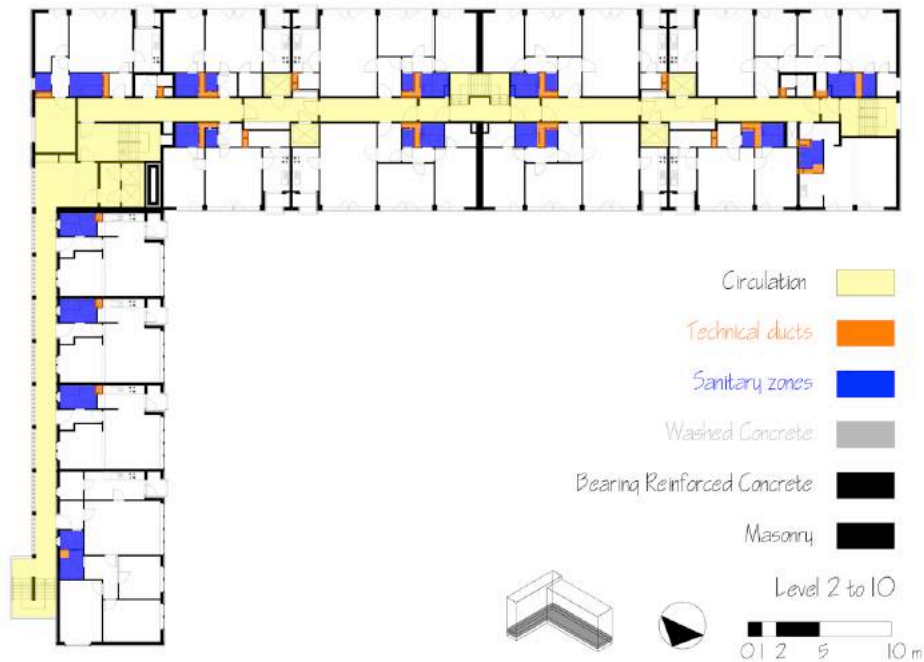 Circulation
Technical ducts
Sanitary zones
Washed Concrete
Bearing Reinforced Concrete
Masonry
Level 2 to 10
0 1 2 5 10 m